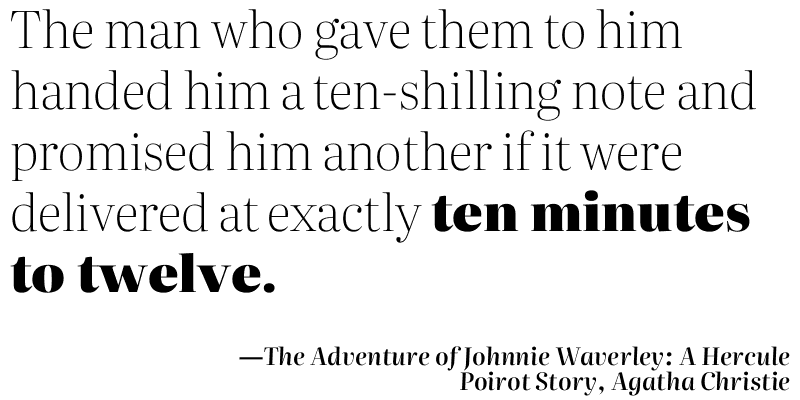 The man who gave them to him
handed him a ten-shilling note and
promised him another if it were
delivered at exactly ten minutes
to twelve.
—The Adventure of Johnnie Waverley: A Hercule
Poirot Story, Agatha Christie